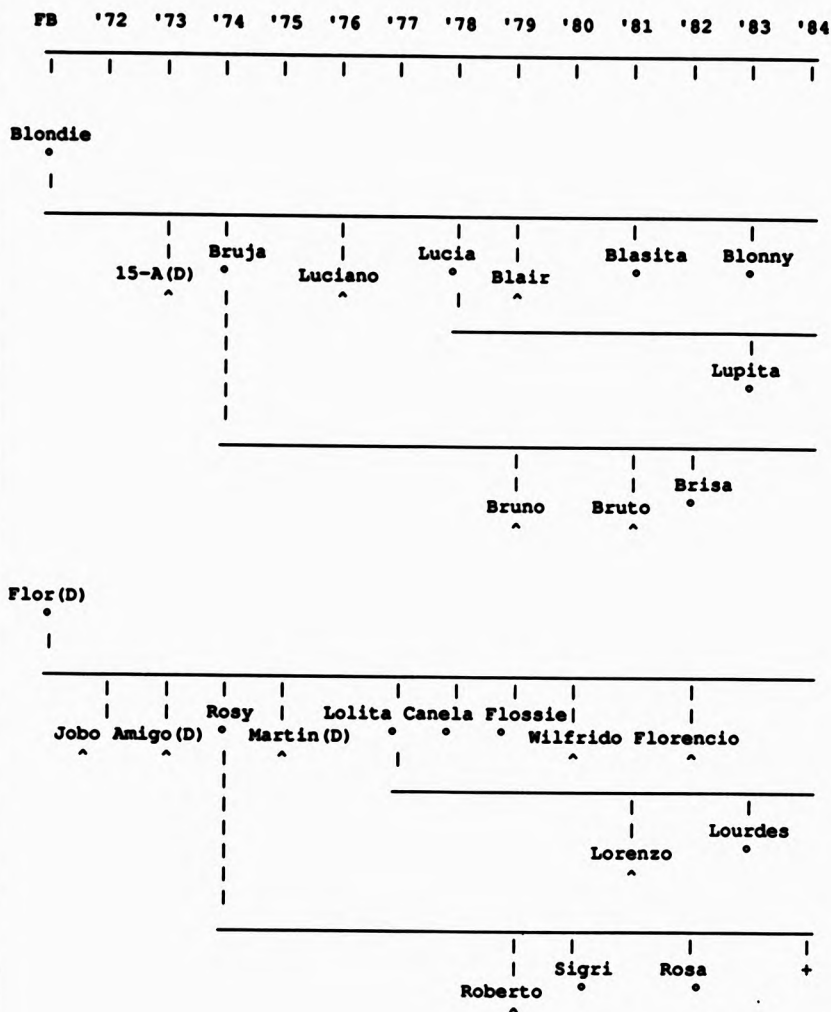 FB '72 '73 '74 '75 '76 '77 '78 '79 '80 '81 '82 '83 '84
Blondie
Bruja Lucia Blasita Blonny
15-A(D) Luciano Blair
Lupita
Brisa
Bruno Bruto
Flor(D)
Rosy Lolita Canela Flossie
Jobo Amigo(D) Martin(D) Wilfrido Florencio
Lourdes
Lorenzo
Sigri Rosa +
Roberto